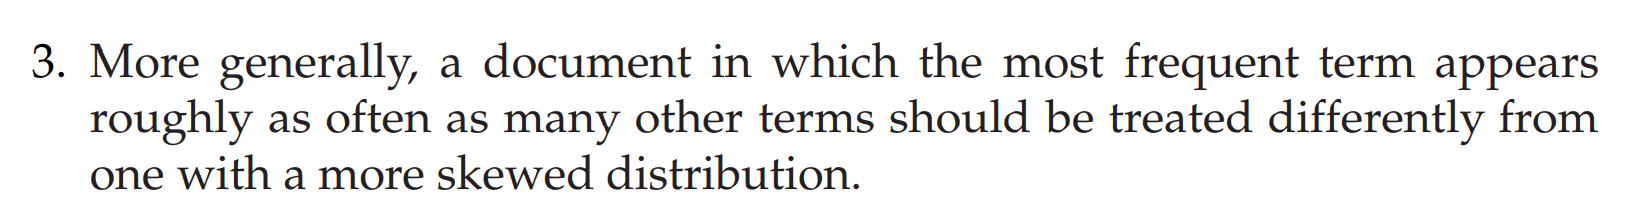 3. More generally, a document in which the most frequent term appears
roughly as often as many other terms should be treated differently from
one with a more skewed distribution.